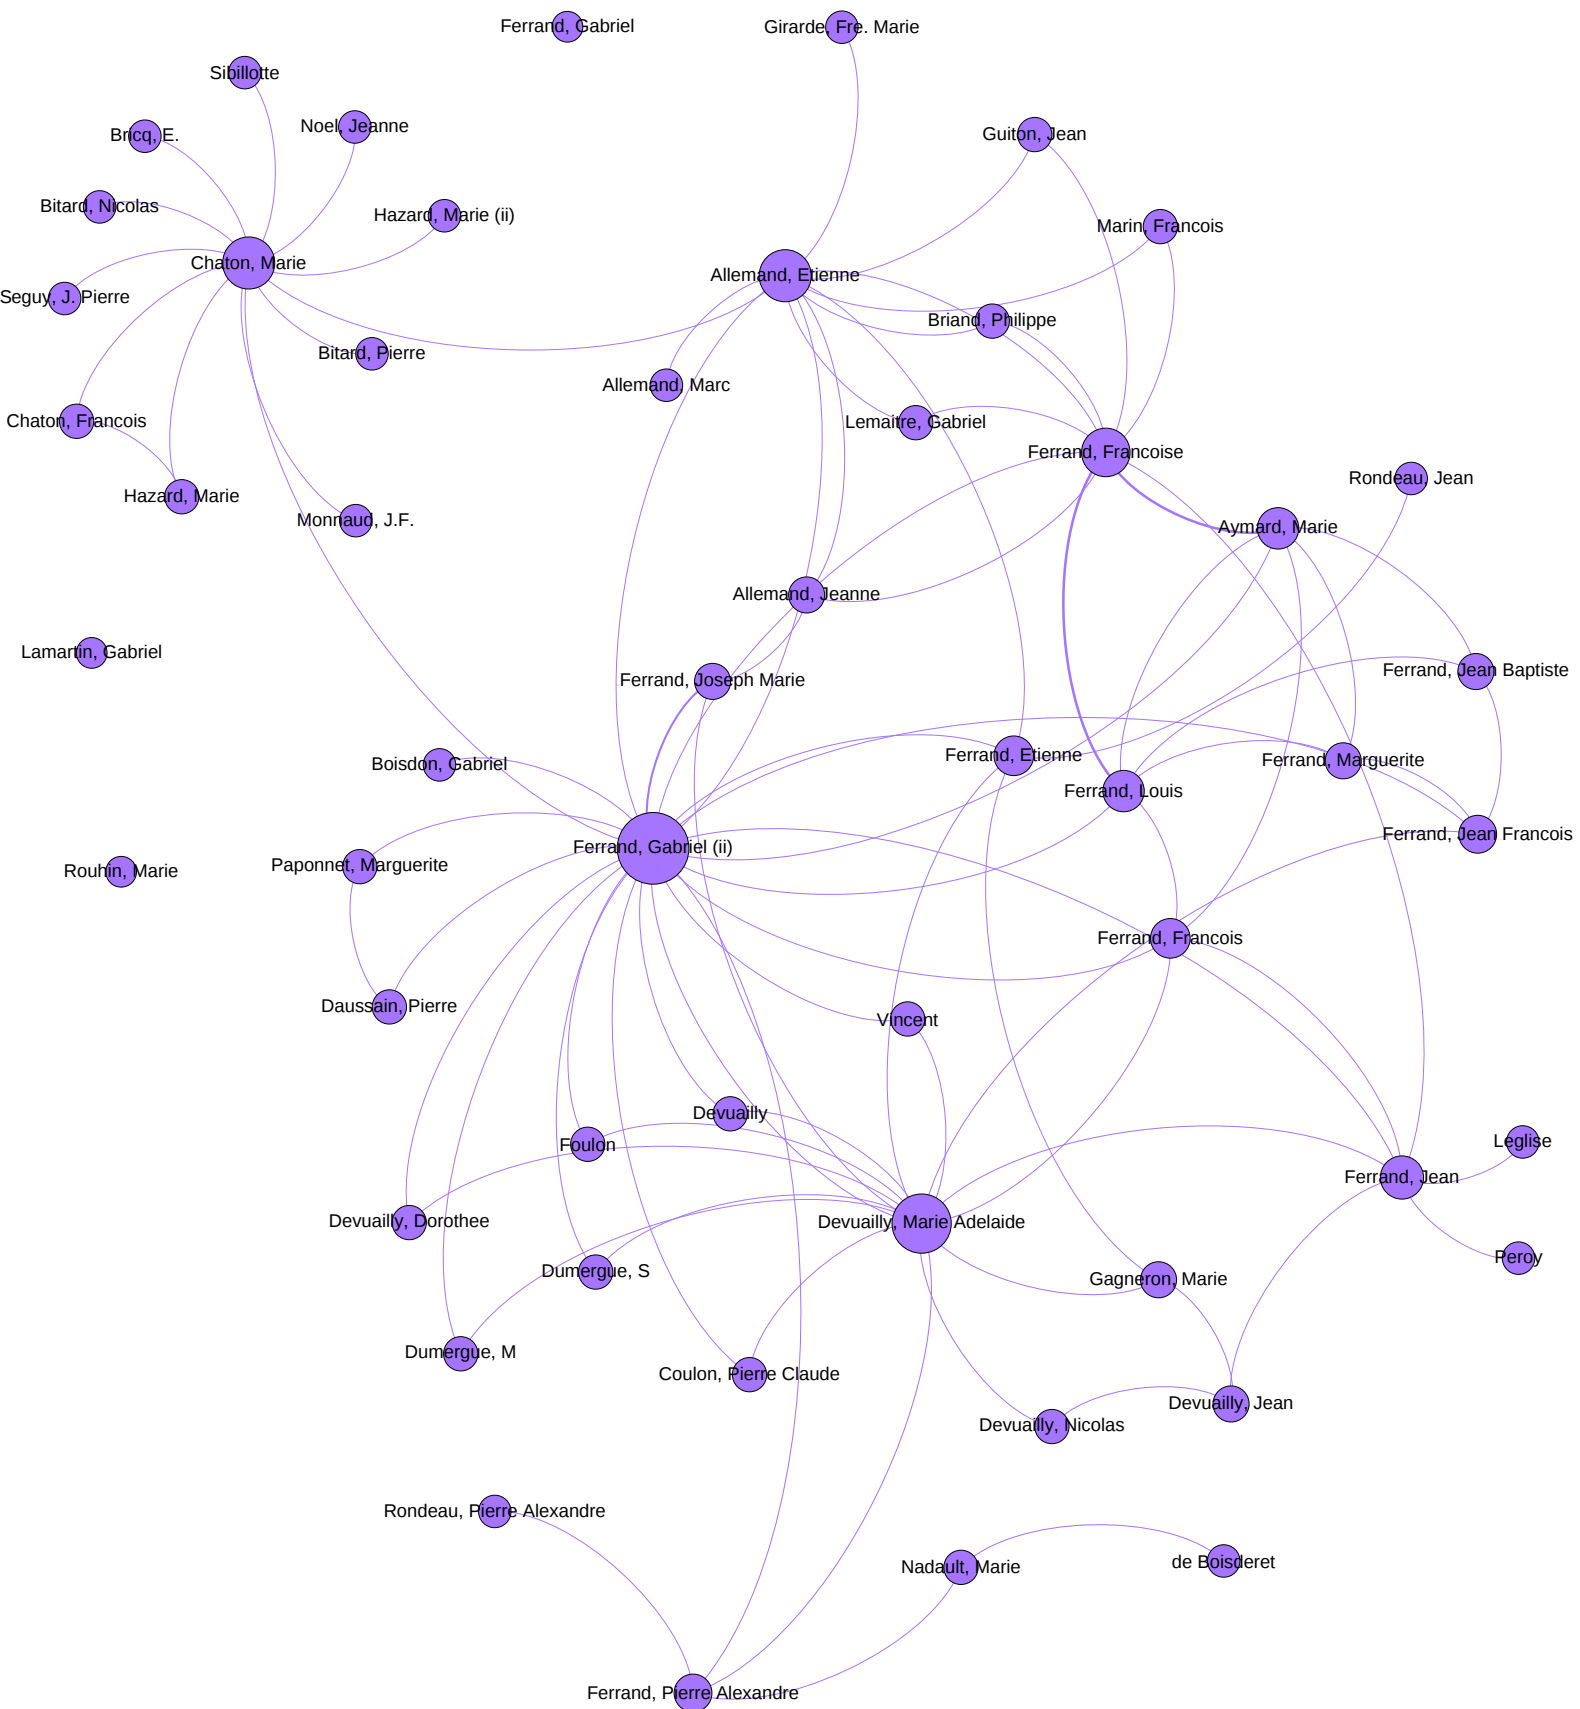 Ferrand, Gabriel
Girarde, Fre. Marie
Sibillotte
Noel, Jeanne
Bricq, E.
Guiton, Jean
Bitard, Nicolas
Hazard, Marie (ii)
Marin, Francois
Chaton, Marie
Allemand, Etienne
Seguy, J. Pierre
Briand, Philippe
Bitard, Pierre
Allemand, Marc
Chaton, Francois
Lemaitre, Gabriel
Ferrand, Francoise
Rondeau, Jean
Hazard, Marie
Monnaud, J.F.
Aymard, Marie
Allemand, Jeanne
Lamartin, Gabriel
Ferrand, Joseph Marie
Ferrand, Jean Baptiste
Boisdon, Gabriel
Ferrand, Etienne
Ferrand, Marguerite
Ferrand, Louis
Ferrand, Jean Francois
Ferrand, Gabriel (ii)
Paponnet, Marguerite
Rouhin, Marie
Ferrand, Francois
Daussain, Pierre
Vincent
Devuailly
Foulon
Leglise
Ferrand, Jean
Devuailly, Dorothee
Devuailly, Marie Adelaide
Peroy
Dumergue, S
Gagneron, Marie
Dumergue, M
Coulon, Pierre Claude
Devuailly, Jean
Devuailly, Nicolas
Rondeau, Pierre Alexandre
Nadault, Marie
de Boisderet
Ferrand, Pierre Alexandre